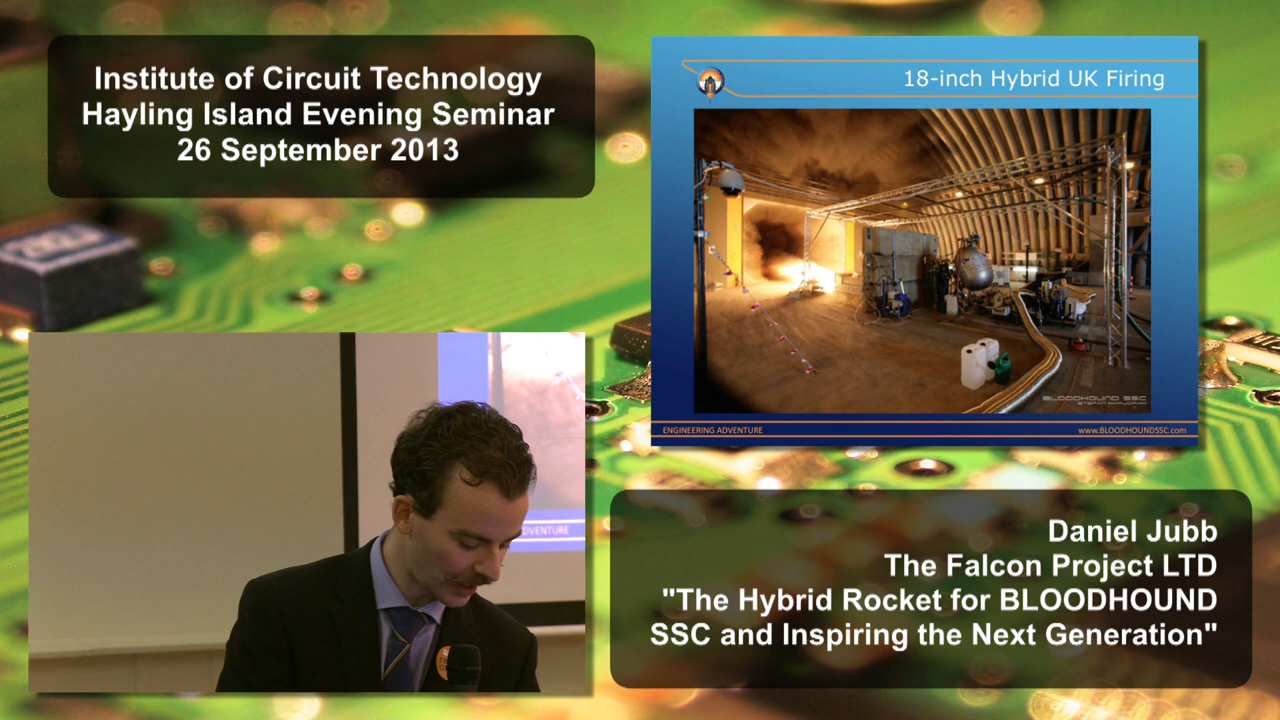 Institute of Circuit Technology
Hayling Island Evening Seminar
26 September 2013
18-inch Hybrid UK Firing
BLOODHOUND SSC
ENGINEERING ADVENTURE
www.BLOODHOUNDSSC.com
Daniel Jubb
The Falcon Project LTD
"The Hybrid Rocket for BLOODHOUND
SSC and Inspiring the Next Generation"